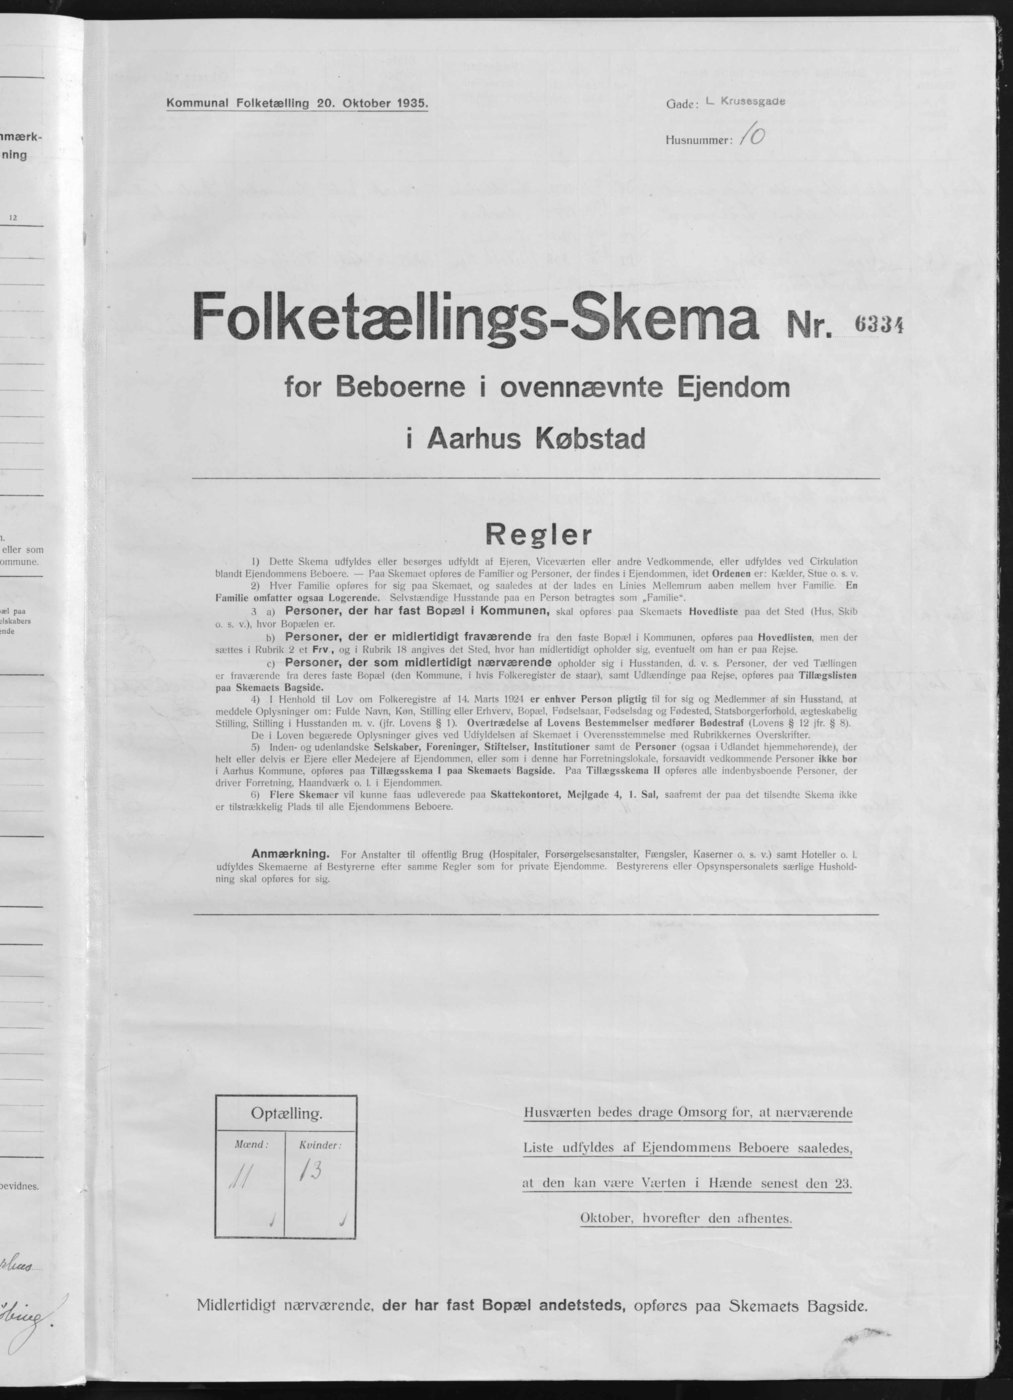 nmærk-
ning
12
eller som
ommune.
æl paa
elskabers
ende
bevidnes.
Kommunal Folketælling 20. Oktober 1935.
Gade: L. Krusesgade
Husnummer: 10
Folketællings-Skema Nr. 6334
for Beboerne i ovennævnte Ejendom
i Aarhus Købstad
Regler
1) Dette Skema udfyldes eller besørges udfyldt af Ejeren, Viceværten eller andre Vedkommende, eller udfyldes ved Cirkulation
blandt Ejendommens Beboere. — Paa Skemaet opføres de Familier og Personer, der findes i Ejendommen, idet Ordenen er: Kælder, Stue o. s. v.
2) Hver Familie opføres for sig paa Skemaet, og saaledes at der lades en Linies Mellemrum aaben mellem hver Familie. En
Familie omfatter ogsaa Logerende. Selvstændige Husstande paa en Person betragtes som „Familie“.
3 a) Personer, der har fast Bopæl i Kommunen, skal opføres paa Skemaets Hovedliste paa det Sted (Hus, Skib
o. s. v.), hvor Bopælen er.
b) Personer, der er midlertidigt fraværende fra den faste Bopæl i Kommunen, opføres paa Hovedlisten, men der
sættes i Rubrik 2 et Frv., og i Rubrik 18 angives det Sted, hvor han midlertidigt opholder sig, eventuelt om han er paa Rejse.
c) Personer, der som midlertidigt nærværende opholder sig i Husstanden, d. v. s. Personer, der ved Tællingen
er fraværende fra deres faste Bopæl (den Kommune, i hvis Folkeregister de staar), samt Udlændinge paa Rejse, opføres paa Tillægslisten
paa Skemaets Bagside.
4) I Henhold til Lov om Folkeregistre af 14. Marts 1924 er enhver Person pligtig til for sig og Medlemmer af sin Husstand, at
meddele Oplysninger om: Fulde Navn, Køn, Stilling eller Erhverv, Bopæl, Fødselsaar, Fødselsdag og Fødested, Statsborgerforhold, ægteskabelig
Stilling, Stilling i Husstanden m. v. (jfr. Lovens § 1). Overtrædelse af Lovens Bestemmelser medfører Bødestraf (Lovens § 12 jfr. § 8).
De i Loven begærede Oplysninger gives ved Udfyldelsen af Skemaet i Overensstemmelse med Rubrikkernes Overskrifter.
5) Inden- og udenlandske Selskaber, Foreninger, Stiftelser, Institutioner samt de Personer (ogsaa i Udlandet hjemmehørende), der
helt eller delvis er Ejere eller Medejere af Ejendommen, eller som i denne har Forretningslokale, forsaavidt vedkommende Personer ikke bor
i Aarhus Kommune, opføres paa Tillægsskema I paa Skemaets Bagside. Paa Tillægsskema II opføres alle indenbysboende Personer, der
driver Forretning, Haandværk o. l. i Ejendommen.
6) Flere Skemaer vil kunne faas udleverede paa Skattekontoret, Mejlgade 4, 1. Sal, saafremt der paa det tilsendte Skema ikke
er tilstrækkelig Plads til alle Ejendommens Beboere.
Anmærkning. For Anstalter til offentlig Brug (Hospitaler, Forsørgelsesanstalter, Fængsler, Kaserner o. s. v.) samt Hoteller o. l.
udfyldes Skemaerne af Bestyrerne efter samme Regler som for private Ejendomme. Bestyrerens eller Opsynspersonalets særlige Hushold-
ning skal opføres for sig.
Optælling.
Mænd: Kvinder:
11 13
Husværten bedes drage Omsorg for, at nærværende
Liste udfyldes af Ejendommens Beboere saaledes,
at den kan være Værten i Hænde senest den 23.
Oktober, hvorefter den afhentes.
Midlertidigt nærværende, der har fast Bopæl andetsteds, opføres paa Skemaets Bagside.